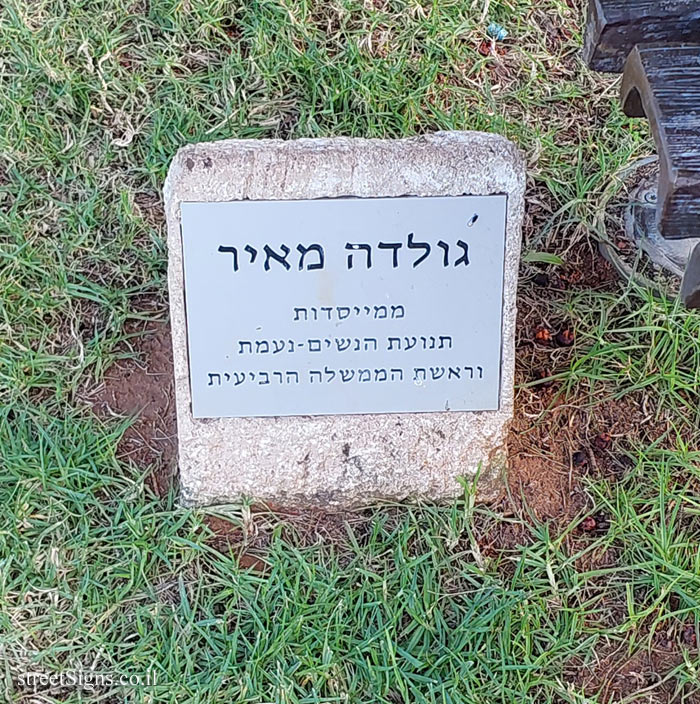 גולדה מאיר
ממייסדות
תנועת הנשים-נעמת
וראשת הממשלה הרביעית
streetSigns.co.il